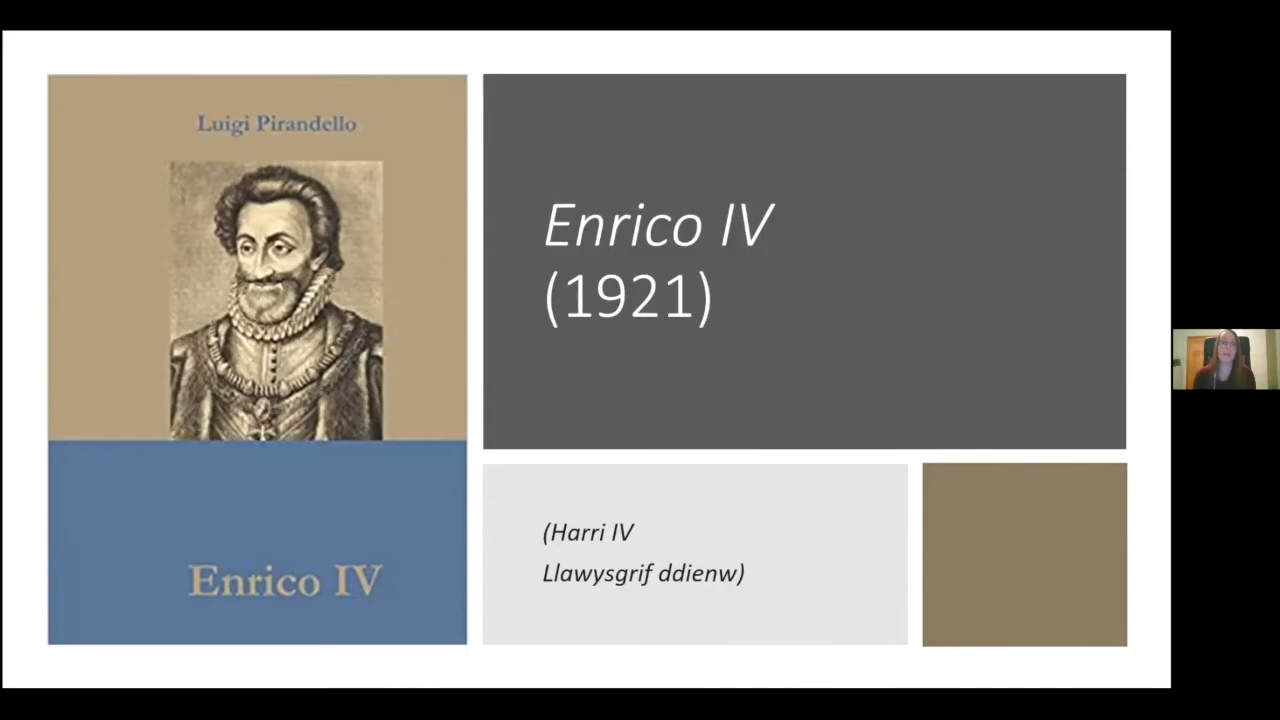 Luigi Pirandello
Enrico IV
Enrico IV
(1921)
(Harri IV
Llawysgrif ddienw)